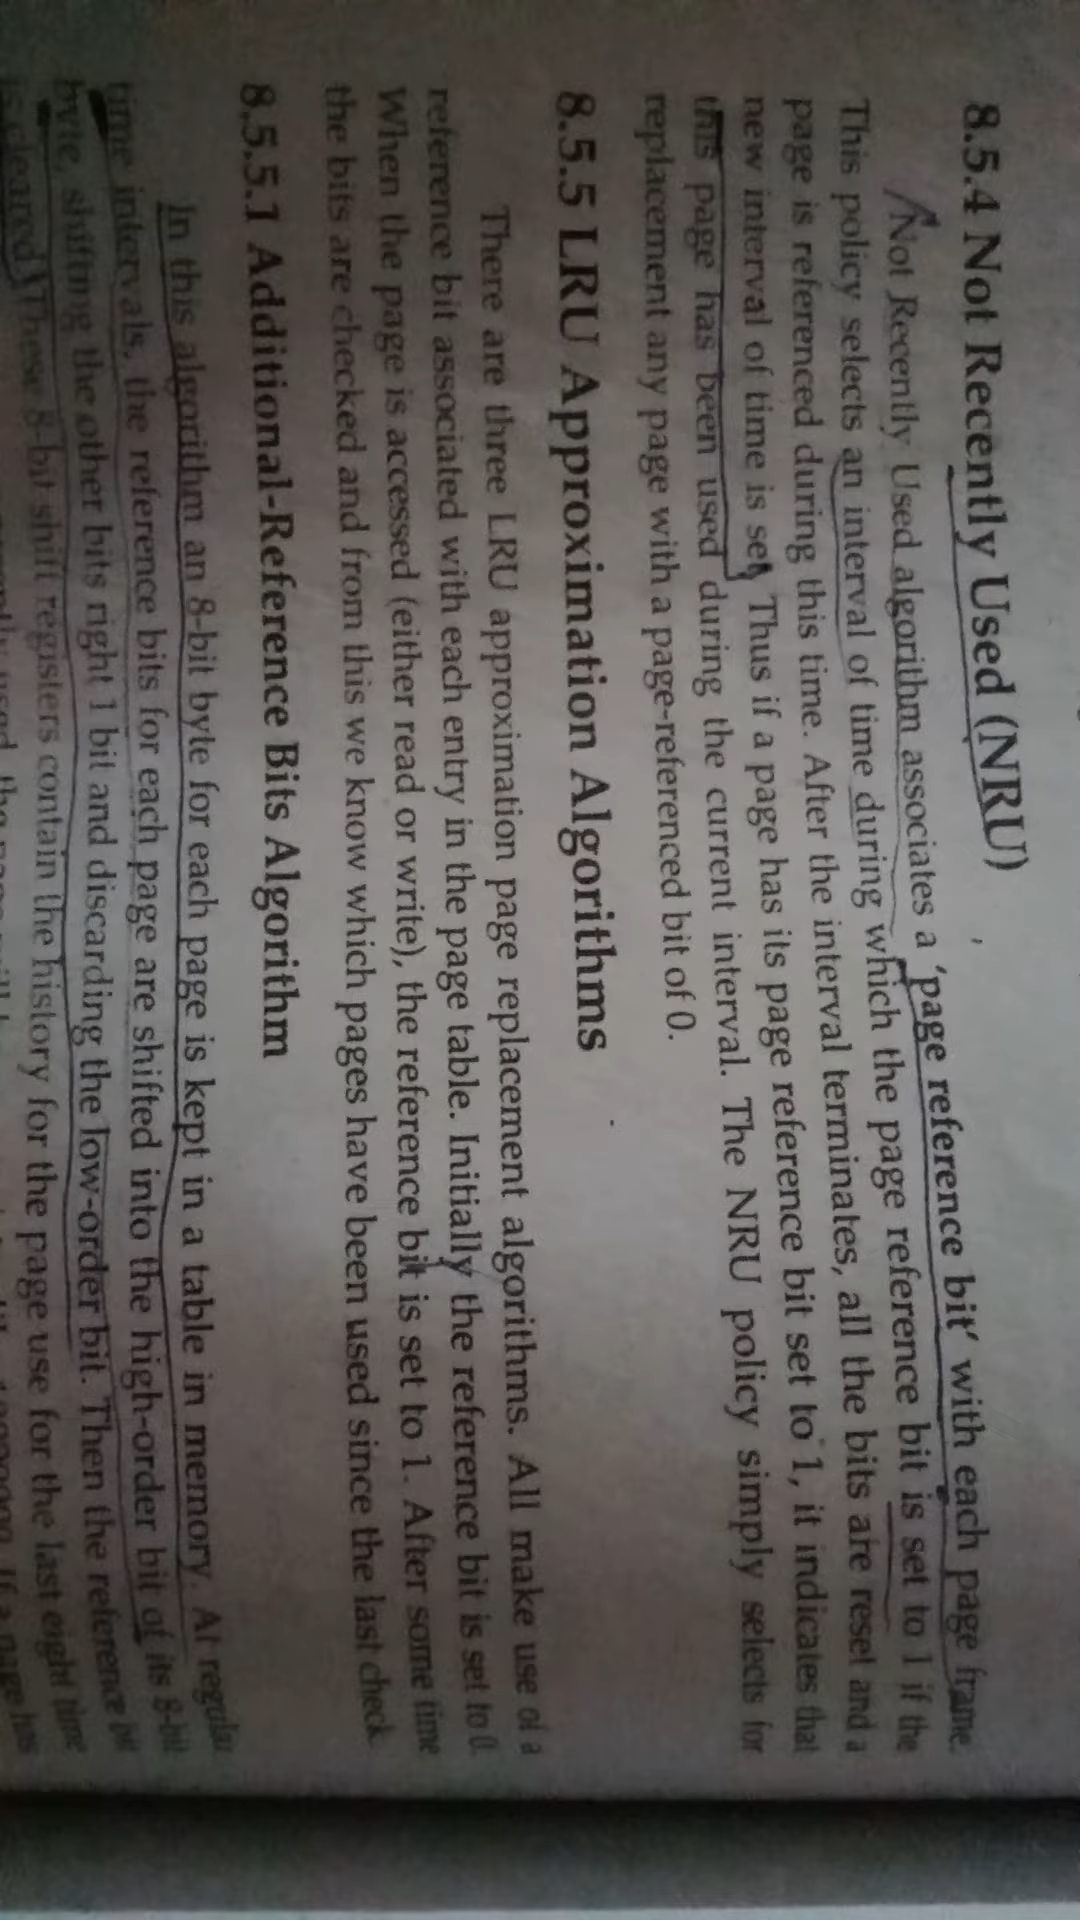 8.5.4 Not Recently Used (NRU)
Not Recently Used algorithm associates a 'page reference bit' with each page frame.
This policy selects an interval of time during which the page reference bit is set to 1 if the
page is referenced during this time. After the interval terminates, all the bits are reset and a
new interval of time is set. Thus if a page has its page reference bit set to 1, it indicates that
this page has been used during the current interval. The NRU policy simply selects for
replacement any page with a page-referenced bit of 0.
8.5.5 LRU Approximation Algorithms
There are three LRU approximation page replacement algorithms. All make use of a
reference bit associated with each entry in the page table. Initially the reference bit is set to 0.
When the page is accessed (either read or write), the reference bit is set to 1. After some time
the bits are checked and from this we know which pages have been used since the last check.
8.5.5.1 Additional-Reference Bits Algorithm
In this algorithm an 8-bit byte for each page is kept in a table in memory. At regular
time intervals, the reference bits for each page are shifted into the high-order bit of its 8-bit
byte, shifting the other bits right 1 bit and discarding the low-order bit. Then the reference bit
is cleared. These 8-bit shift registers contain the history for the page use for the last eight time